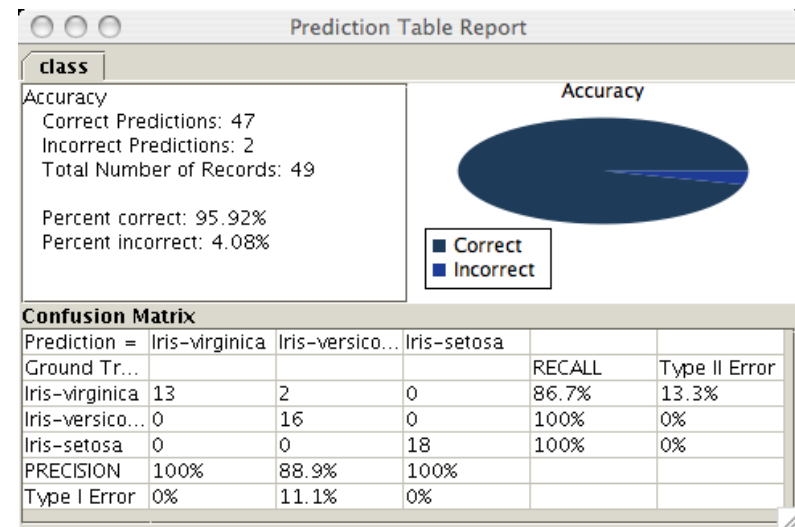 Prediction Table Report
class
Accuracy
Correct Predictions: 47
Incorrect Predictions: 2
Total Number of Records: 49
Percent correct: 95.92%
Percent incorrect: 4.08%
Accuracy
Correct
Incorrect
Confusion Matrix
Prediction = Iris-virginica Iris-versico... Iris-setosa
Ground Tr... RECALL Type II Error
Iris-virginica 13 2 0 86.7% 13.3%
Iris-versico... 0 16 0 100% 0%
Iris-setosa 0 0 18 100% 0%
PRECISION 100% 88.9% 100%
Type I Error 0% 11.1% 0%